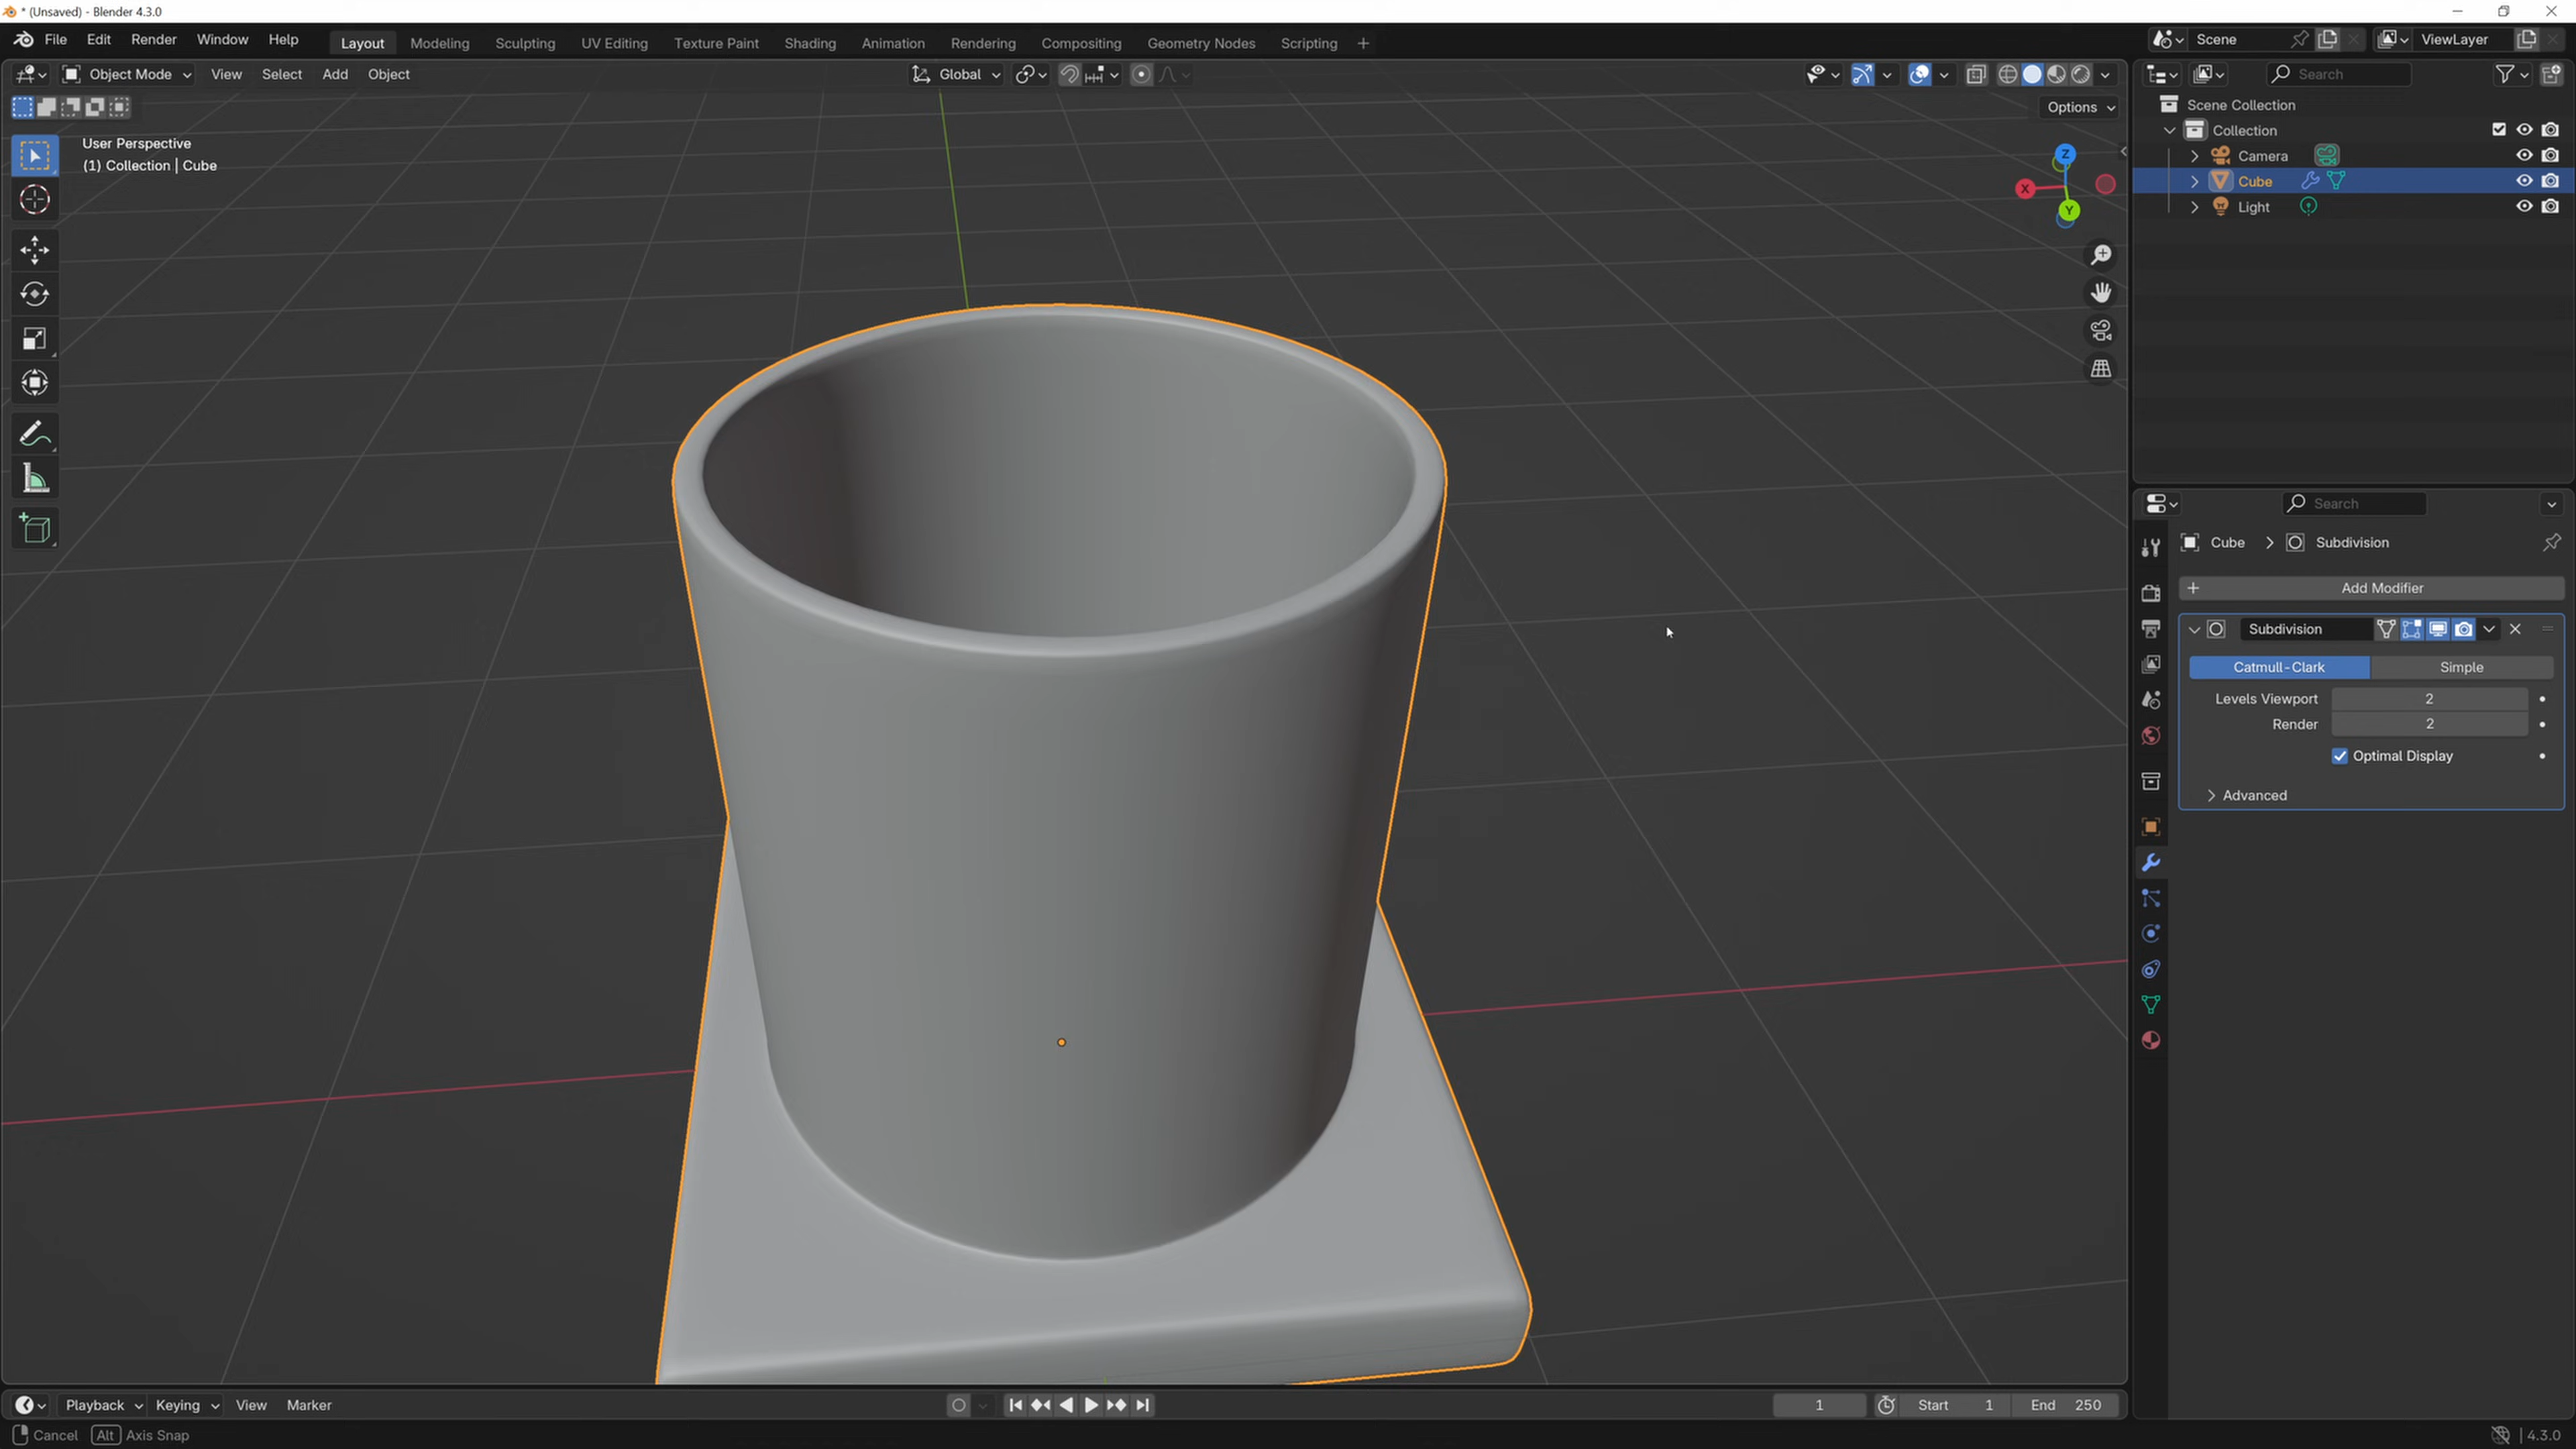 * (Unsaved) - Blender 4.3.0
File Edit Render Window Help Layout Modeling Sculpting UV Editing Texture Paint Shading Animation Rendering Compositing Geometry Nodes Scripting + Scene ViewLayer
Object Mode View Select Add Object Global Search
Options
User Perspective
(1) Collection | Cube
Z
X
Y
Scene Collection
Collection
Camera
Cube
Light
Search
Cube > Subdivision
+ Add Modifier
Subdivision
Catmull-Clark Simple
Levels Viewport 2
Render 2
Optimal Display
Advanced
Playback Keying View Marker 1 Start 1 End 250
Cancel Alt Axis Snap 4.3.0